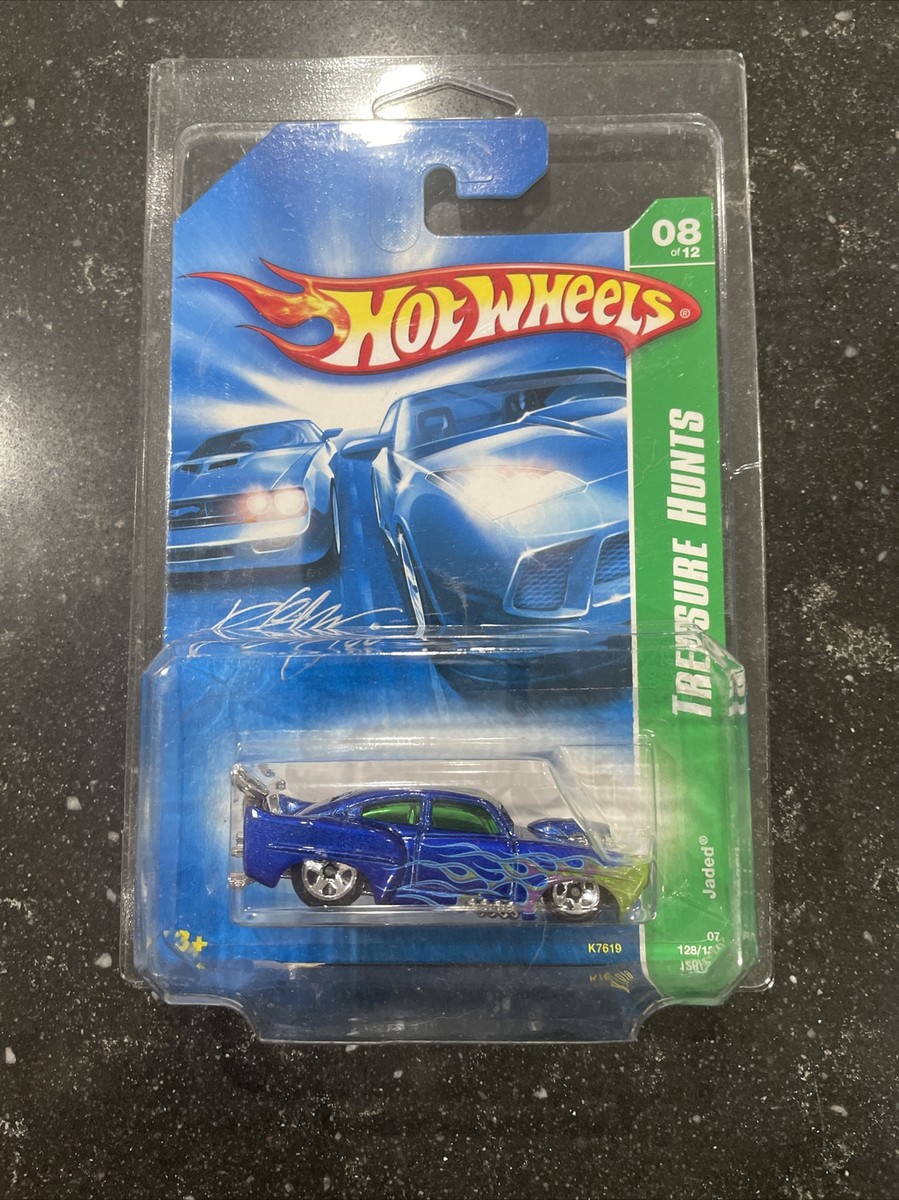 08
of 12
HOT WHEELS®
TREASURE HUNTS
Jaded®
3+
K7619
07